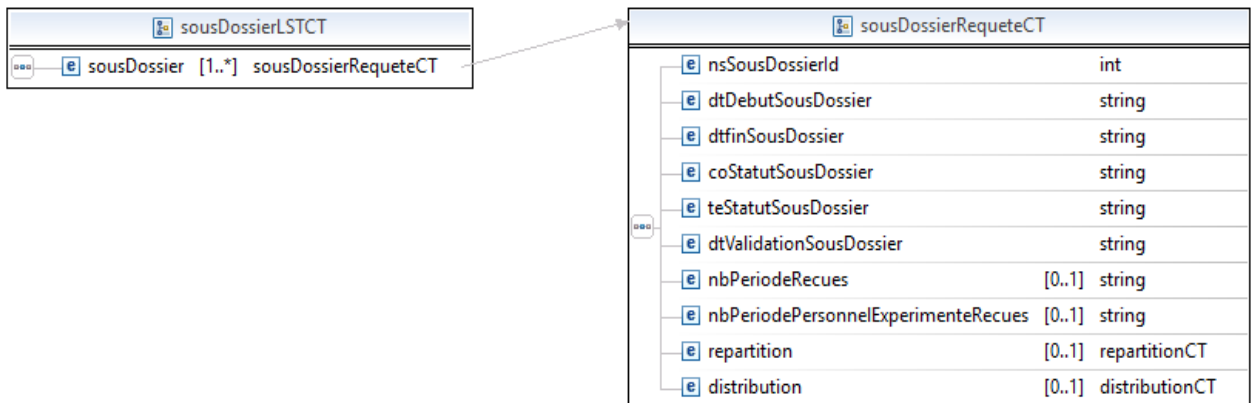 sousDossierLSTCT
e sousDossier [1..*] sousDossierRequeteCT
sousDossierRequeteCT
e nsSousDossierId int
e dtDebutSousDossier string
e dtfinSousDossier string
e coStatutSousDossier string
e teStatutSousDossier string
e dtValidationSousDossier string
e nbPeriodeRecues [0..1] string
e nbPeriodePersonnelExperimenteRecues [0..1] string
e repartition [0..1] repartitionCT
e distribution [0..1] distributionCT